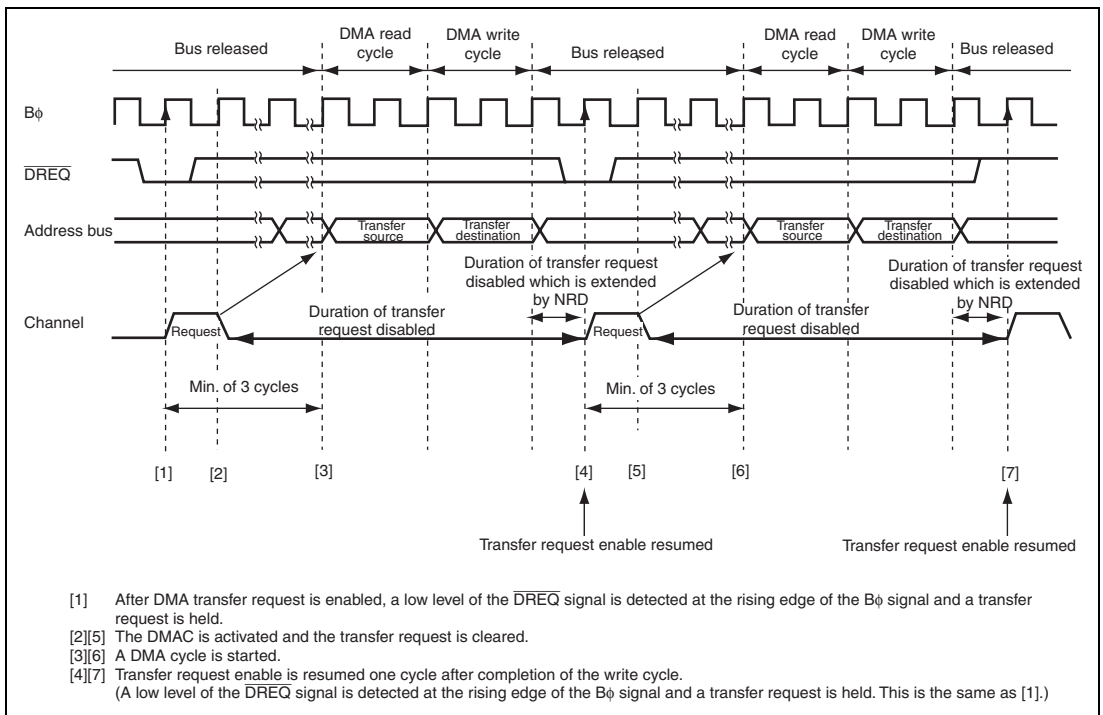 Bus released
DMA read
cycle
DMA write
cycle
Bus released
DMA read
cycle
DMA write
cycle
Bus released
Bφ
DREQ
Address bus
Transfer
source
Transfer
destination
Transfer
source
Transfer
destination
Duration of transfer request
disabled which is extended
by NRD
Duration of transfer request
disabled which is extended
by NRD
Channel
Request
Duration of transfer
request disabled
Request
Duration of transfer
request disabled
Min. of 3 cycles
Min. of 3 cycles
[1]
[2]
[3]
[4]
[5]
[6]
[7]
Transfer request enable resumed
Transfer request enable resumed
[1] After DMA transfer request is enabled, a low level of the DREQ signal is detected at the rising edge of the Bφ signal and a transfer
request is held.
[2][5] The DMAC is activated and the transfer request is cleared.
[3][6] A DMA cycle is started.
[4][7] Transfer request enable is resumed one cycle after completion of the write cycle.
(A low level of the DREQ signal is detected at the rising edge of the Bφ signal and a transfer request is held. This is the same as [1].)